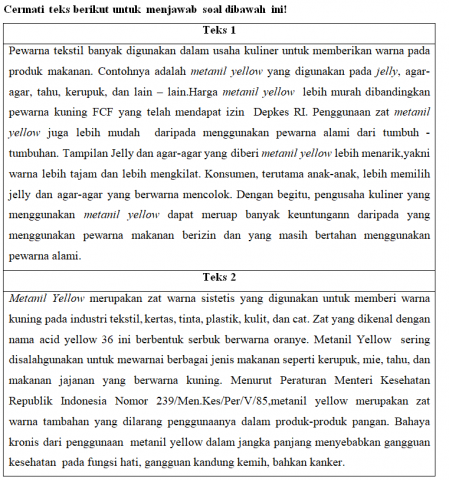 Cermati teks berikut untuk menjawab soal dibawah ini!
Teks 1
Pewarna tekstil banyak digunakan dalam usaha kuliner untuk memberikan warna pada
produk makanan. Contohnya adalah metanil yellow yang digunakan pada jelly, agar-
agar, tahu, kerupuk, dan lain – lain.Harga metanil yellow lebih murah dibandingkan
pewarna kuning FCF yang telah mendapat izin Depkes RI. Penggunaan zat metanil
yellow juga lebih mudah daripada menggunakan pewarna alami dari tumbuh -
tumbuhan. Tampilan Jelly dan agar-agar yang diberi metanil yellow lebih menarik,yakni
warna lebih tajam dan lebih mengkilat. Konsumen, terutama anak-anak, lebih memilih
jelly dan agar-agar yang berwarna mencolok. Dengan begitu, pengusaha kuliner yang
menggunakan metanil yellow dapat meruap banyak keuntungann daripada yang
menggunakan pewarna makanan berizin dan yang masih bertahan menggunakan
pewarna alami.
Teks 2
Metanil Yellow merupakan zat warna sistetis yang digunakan untuk memberi warna
kuning pada industri tekstil, kertas, tinta, plastik, kulit, dan cat. Zat yang dikenal dengan
nama acid yellow 36 ini berbentuk serbuk berwarna oranye. Metanil Yellow sering
disalahgunakan untuk mewarnai berbagai jenis makanan seperti kerupuk, mie, tahu, dan
makanan jajanan yang berwarna kuning. Menurut Peraturan Menteri Kesehatan
Republik Indonesia Nomor 239/Men.Kes/Per/V/85,metanil yellow merupakan zat
warna tambahan yang dilarang penggunaanya dalam produk-produk pangan. Bahaya
kronis dari penggunaan metanil yellow dalam jangka panjang menyebabkan gangguan
kesehatan pada fungsi hati, gangguan kandung kemih, bahkan kanker.